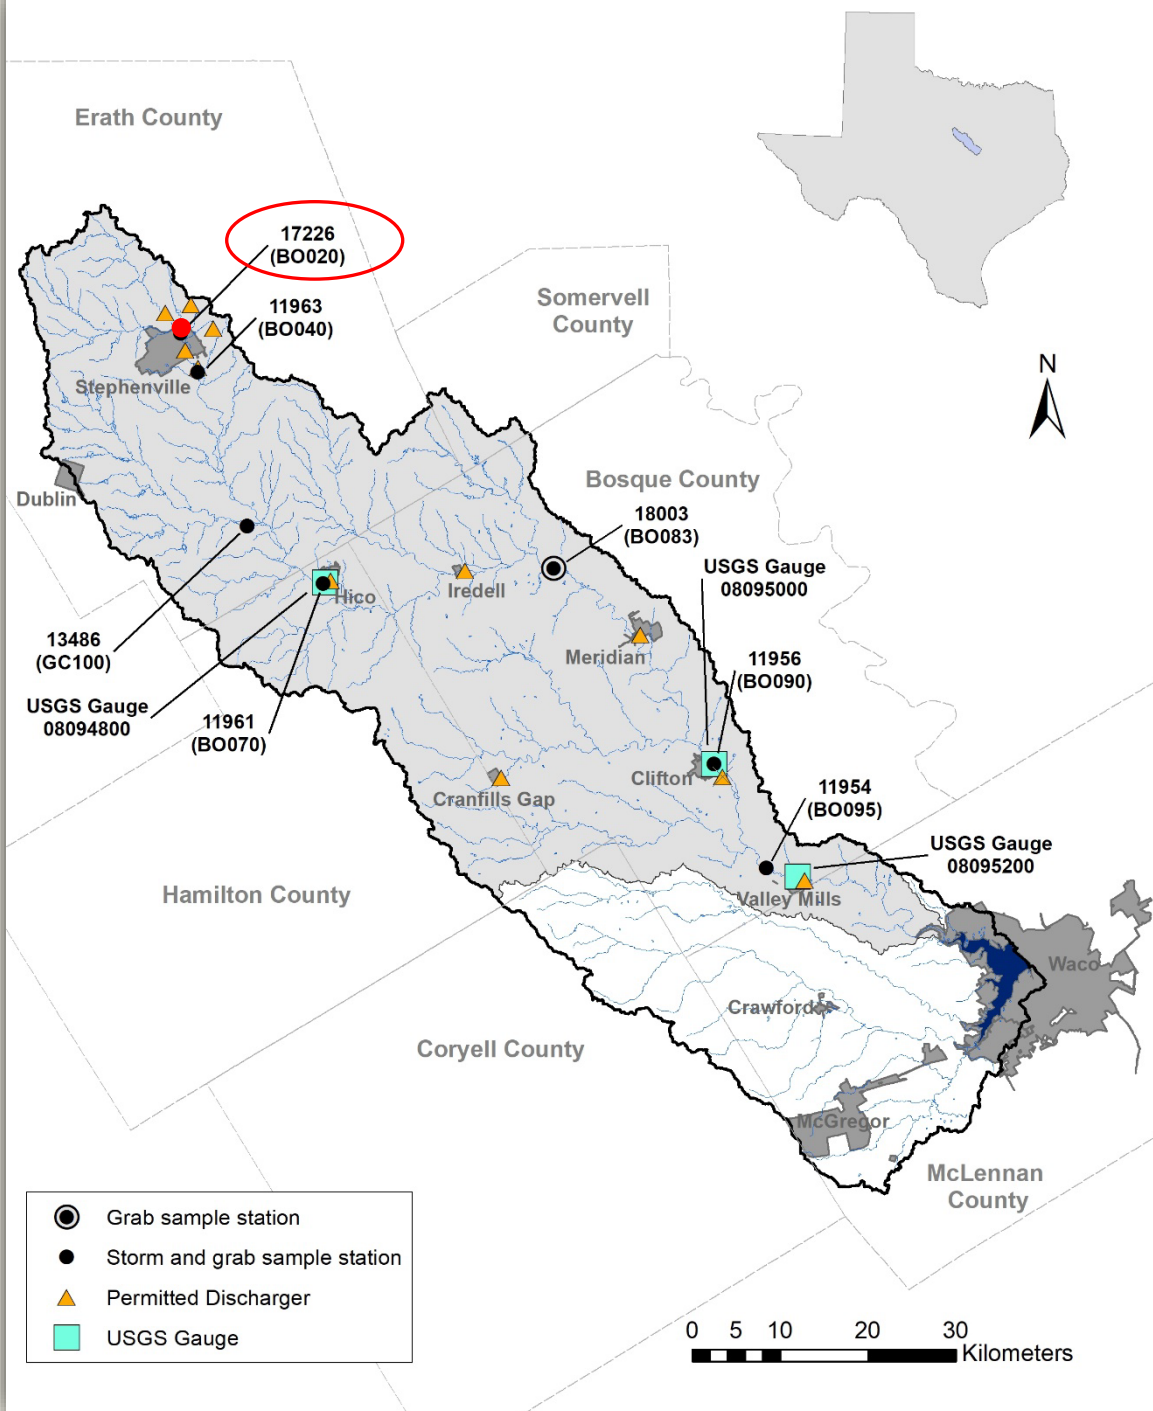 Erath County
17226
(BO020)
11963
(BO040)
Somervell
County
N
Stephenville
Bosque County
Dublin
18003
(BO083)
USGS Gauge
08095000
Iredell
Hico
13486
(GC100)
Meridian
11956
(BO090)
USGS Gauge
08094800
11961
(BO070)
Clifton
11954
(BO095)
Cranfills Gap
USGS Gauge
08095200
Hamilton County
Valley Mills
Waco
Crawford
Coryell County
McGregor
McLennan
County
Grab sample station
Storm and grab sample station
Permitted Discharger
USGS Gauge
0 5 10 20 30
Kilometers